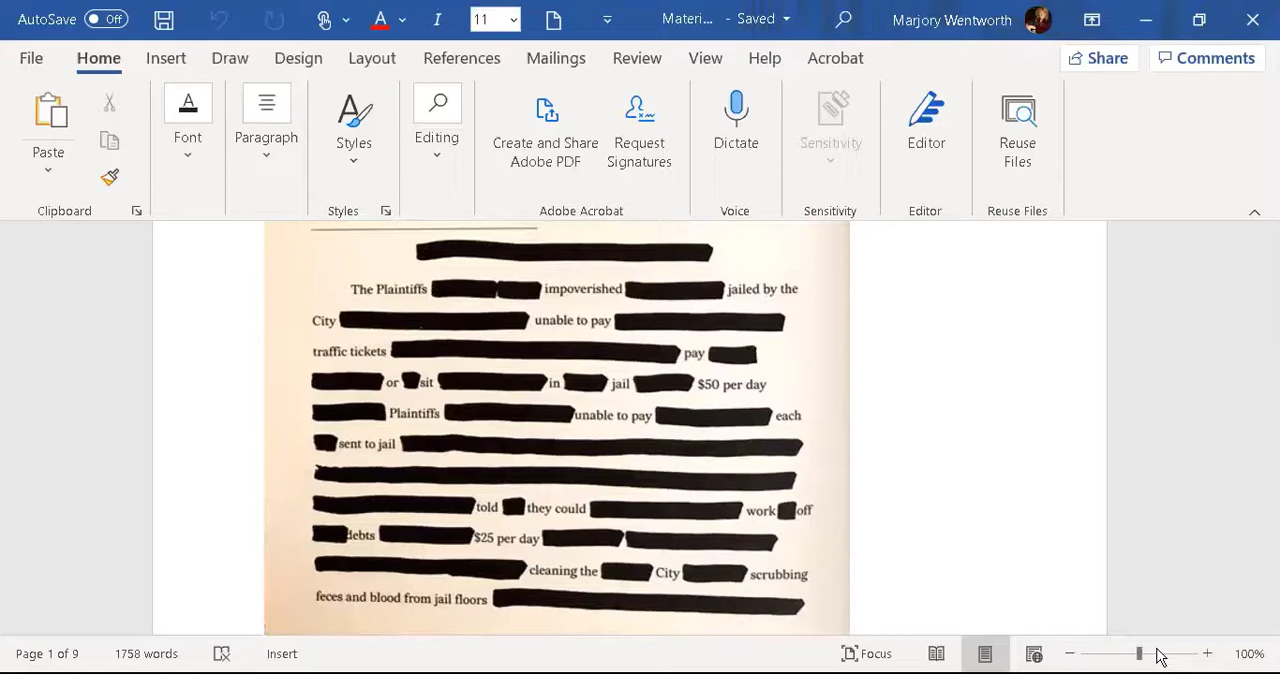 AutoSave Off A I 11 Materi... - Saved Marjory Wentworth
File Home Insert Draw Design Layout References Mailings Review View Help Acrobat Share Comments
Paste Font Paragraph Styles Editing Create and Share Adobe PDF Request Signatures Dictate Sensitivity Editor Reuse Files
Clipboard Styles Adobe Acrobat Voice Sensitivity Editor Reuse Files
The Plaintiffs impoverished jailed by the
City unable to pay
traffic tickets pay
or sit in jail $50 per day
Plaintiffs unable to pay each
sent to jail
told they could work off
debts $25 per day
cleaning the City scrubbing
feces and blood from jail floors
Page 1 of 9 1758 words Insert Focus 100%